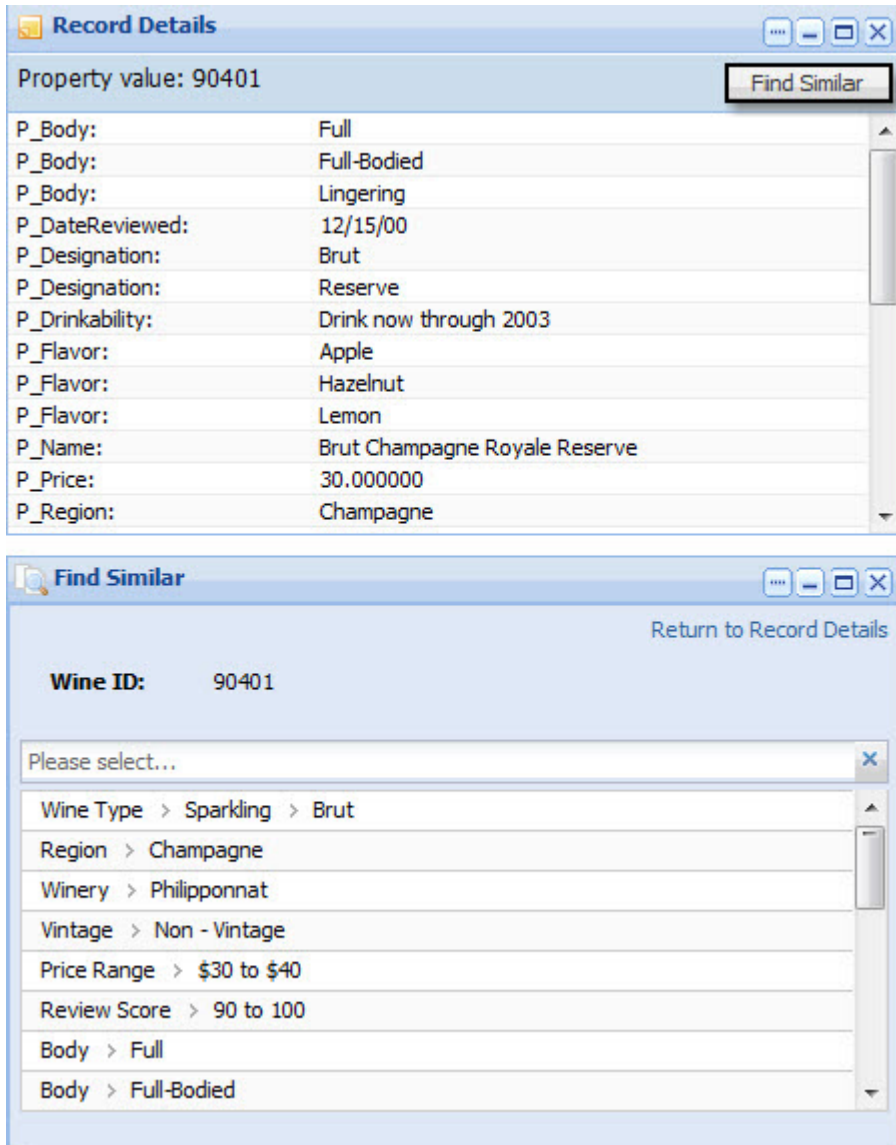 Record Details
Property value: 90401
Find Similar
P_Body: Full
P_Body: Full-Bodied
P_Body: Lingering
P_DateReviewed: 12/15/00
P_Designation: Brut
P_Designation: Reserve
P_Drinkability: Drink now through 2003
P_Flavor: Apple
P_Flavor: Hazelnut
P_Flavor: Lemon
P_Name: Brut Champagne Royale Reserve
P_Price: 30.000000
P_Region: Champagne
Find Similar
Return to Record Details
Wine ID: 90401
Please select...
Wine Type > Sparkling > Brut
Region > Champagne
Winery > Philipponnat
Vintage > Non - Vintage
Price Range > $30 to $40
Review Score > 90 to 100
Body > Full
Body > Full-Bodied